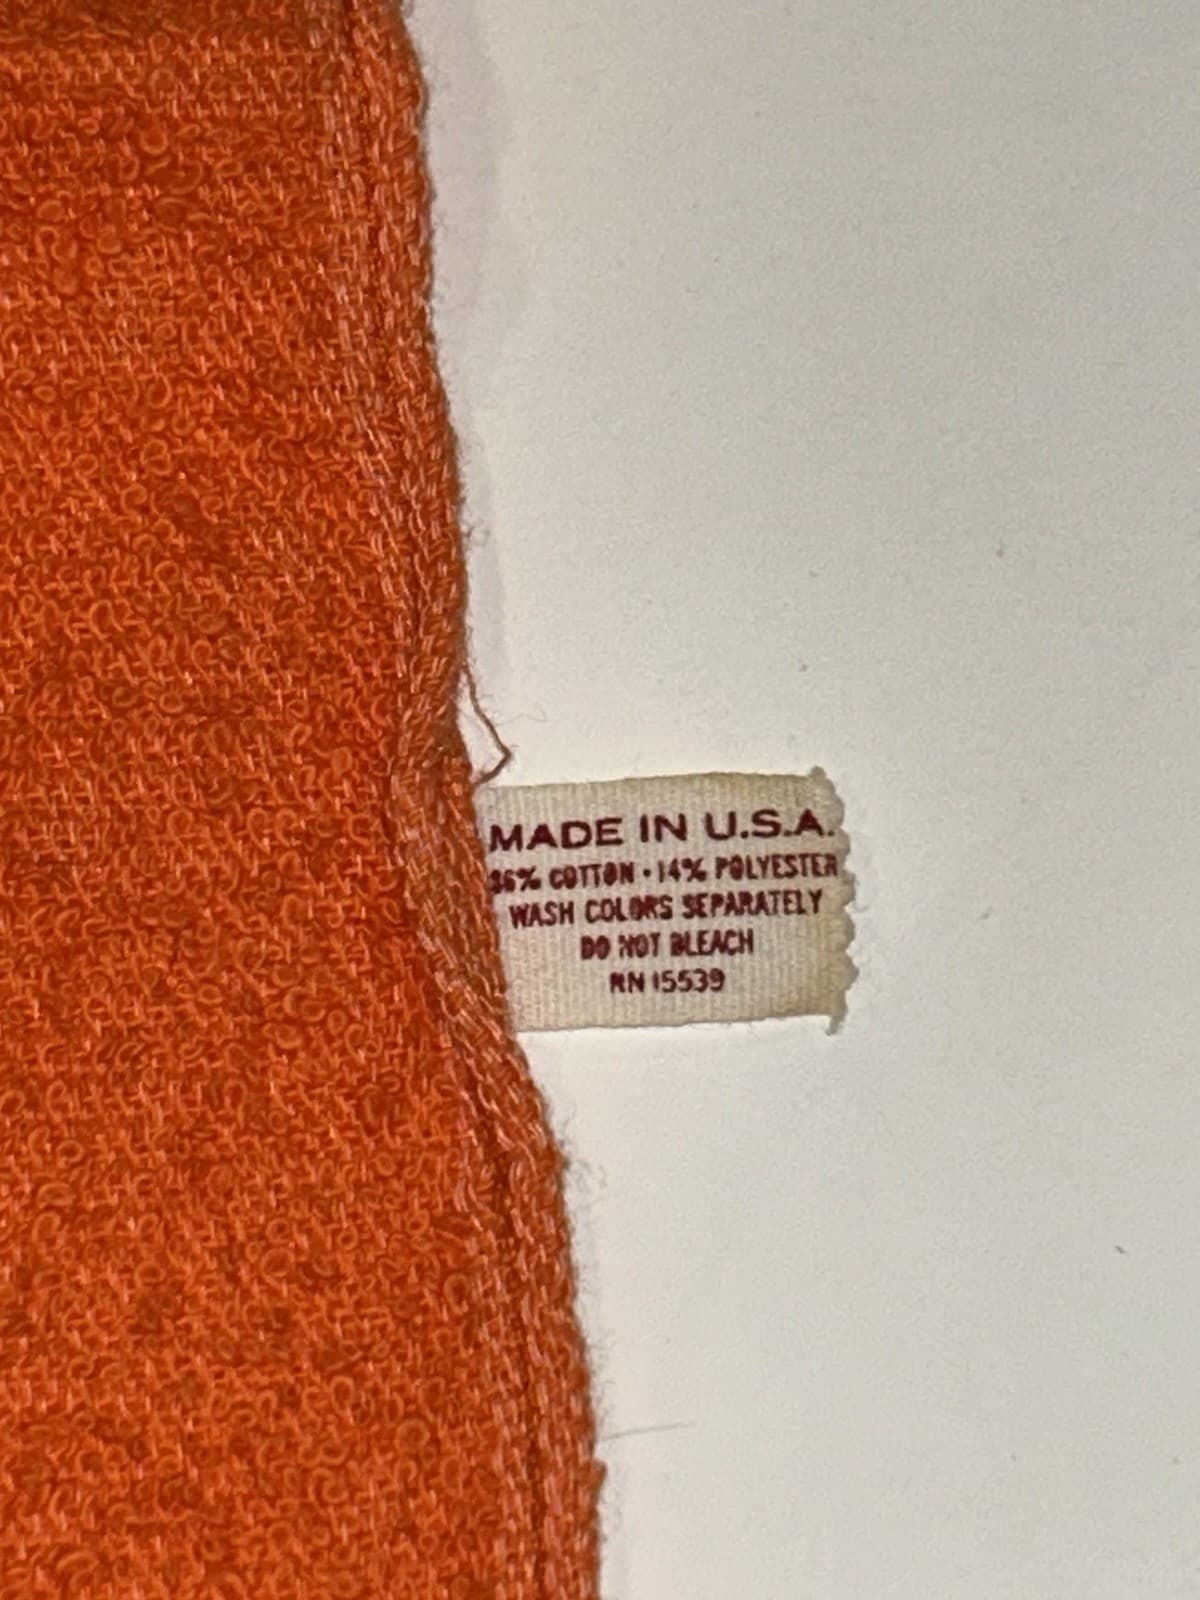 MADE IN U.S.A.
86% COTTON · 14% POLYESTER
WASH COLORS SEPARATELY
DO NOT BLEACH
RN 15539